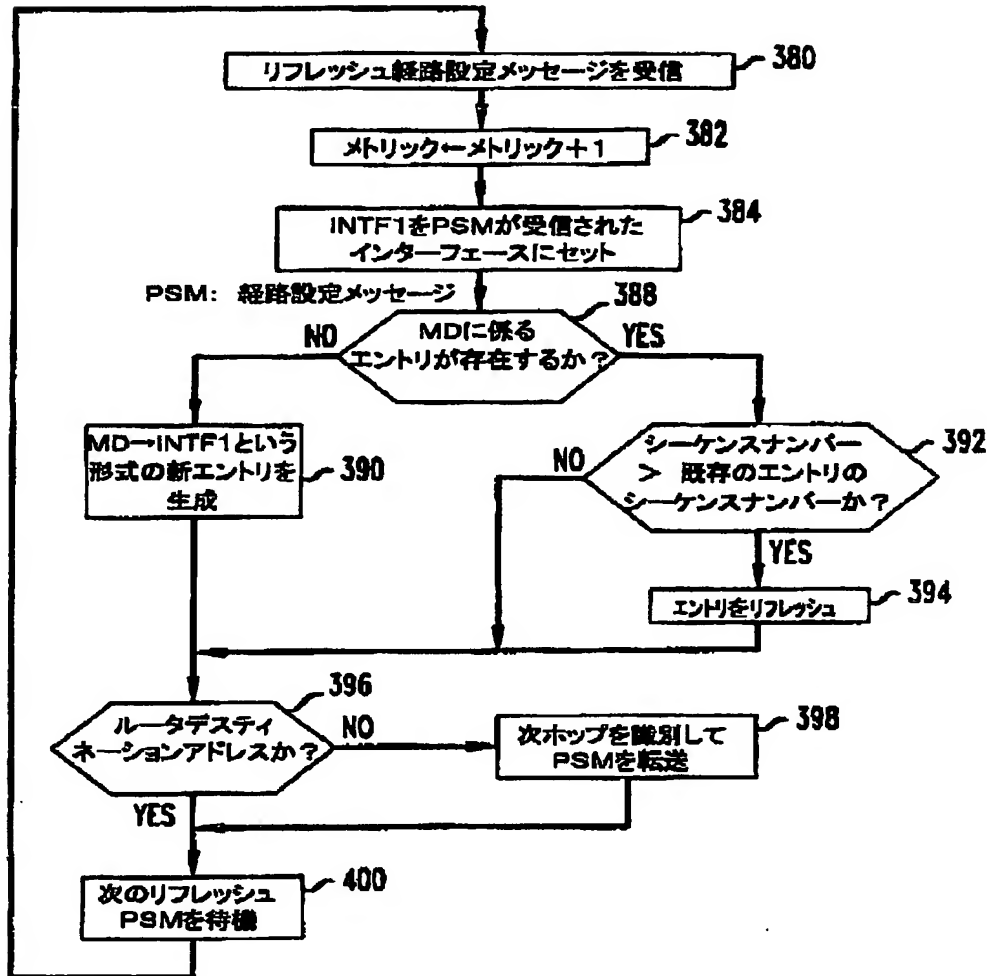 リフレッシュ経路設定メッセージを受信
380
メトリック←メトリック+1
382
INTF1をPSMが受信された
インターフェースにセット
384
PSM: 経路設定メッセージ
388
NO
MDに係る
エントリが存在するか?
YES
MD→INTF1という
形式の新エントリを
生成
390
NO
シーケンスナンバー
> 既存のエントリの
シーケンスナンバーか?
392
YES
エントリをリフレッシュ
394
396
ルータデスティ
ネーションアドレスか?
NO
次ホップを識別して
PSMを転送
398
YES
次のリフレッシュ
PSMを待機
400